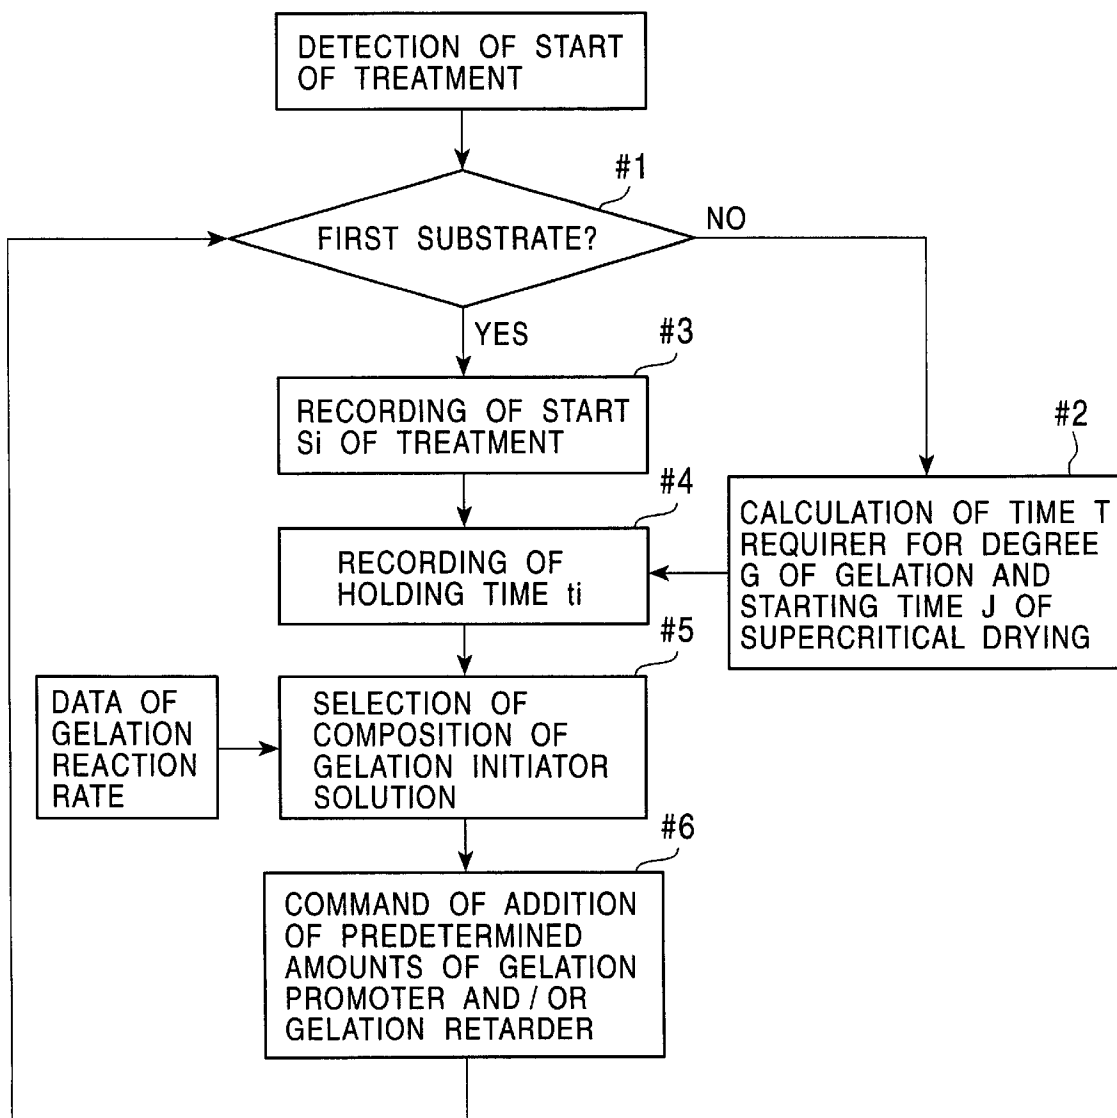 DETECTION OF START
OF TREATMENT
#1
FIRST SUBSTRATE?
NO
YES
#3
RECORDING OF START
Si OF TREATMENT
#2
CALCULATION OF TIME T
REQUIRER FOR DEGREE
G OF GELATION AND
STARTING TIME J OF
SUPERCRITICAL DRYING
#4
RECORDING OF
HOLDING TIME ti
#5
DATA OF
GELATION
REACTION
RATE
SELECTION OF
COMPOSITION OF
GELATION INITIATOR
SOLUTION
#6
COMMAND OF ADDITION
OF PREDETERMINED
AMOUNTS OF GELATION
PROMOTER AND / OR
GELATION RETARDER